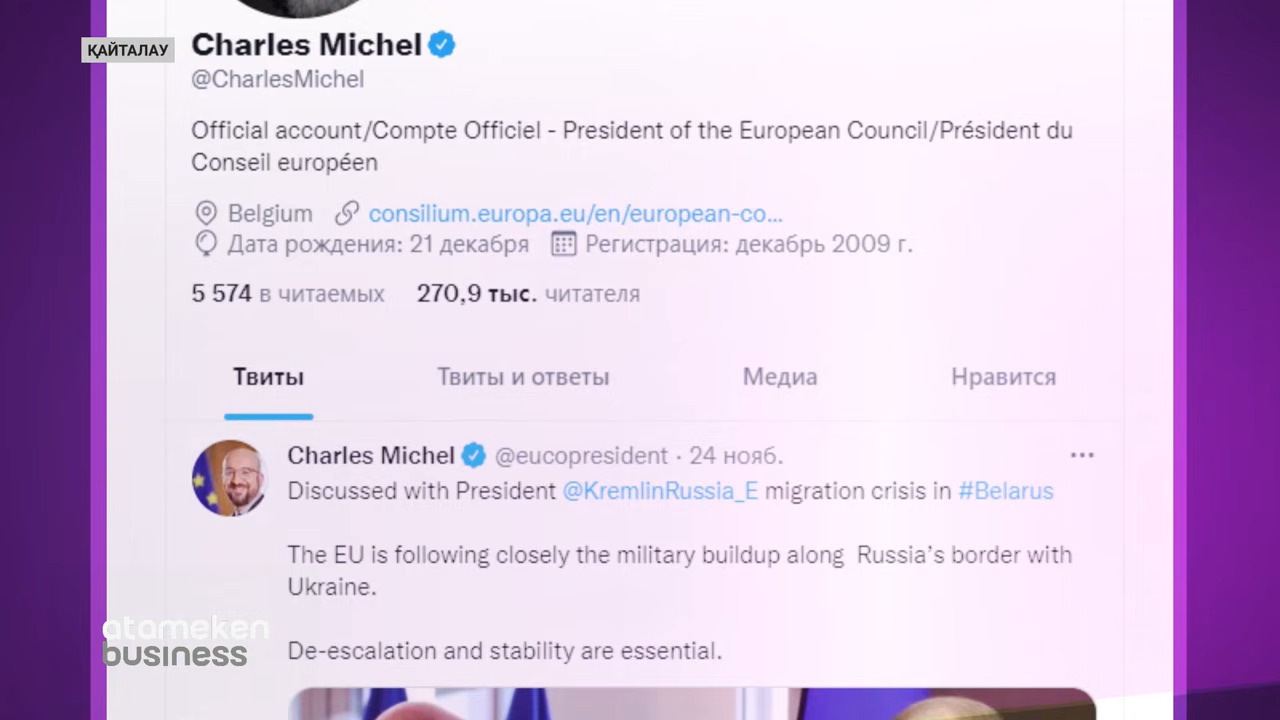 ҚАЙТАЛАУ
Charles Michel
@CharlesMichel
Official account/Compte Officiel - President of the European Council/Président du
Conseil européen
Belgium consilium.europa.eu/en/european-co...
Дата рождения: 21 декабря Регистрация: декабрь 2009 г.
5 574 в читаемых 270,9 тыс. читателя
Твиты Твиты и ответы Медиа Нравится
Charles Michel @eucopresident · 24 нояб.
Discussed with President @KremlinRussia_E migration crisis in #Belarus
The EU is following closely the military buildup along Russia’s border with
Ukraine.
De-escalation and stability are essential.
atameken
business